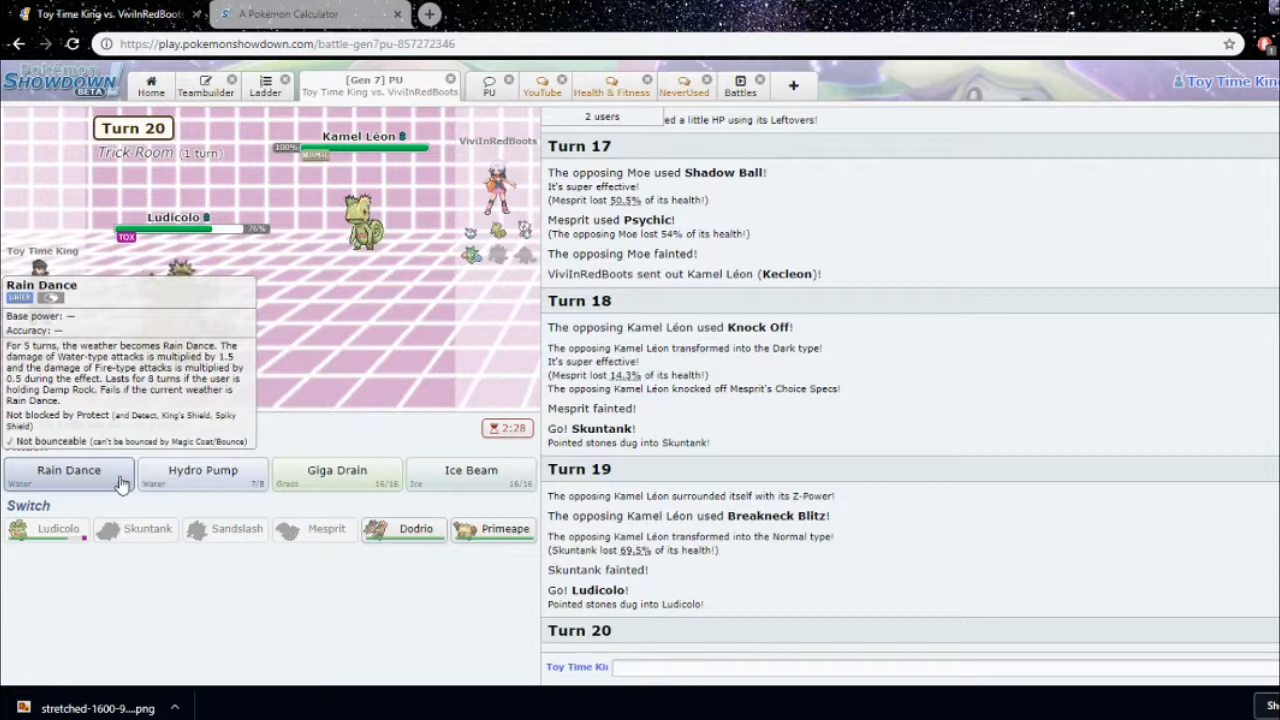 Toy Time King vs. ViviInRedBoot
A Pokémon Calculator
https://play.pokemonshowdown.com/battle-gen7pu-857272346
Pokémon
SHOWDOWN!
BETA
Home
Teambuilder
Ladder
[Gen 7] PU
Toy Time King vs. ViviInRedBoots
PU
YouTube
Health & Fitness
NeverUsed
Battles
Toy Time King
Turn 20
Trick Room (1 turn)
Kamel Léon
100%
Ludicolo
76%
TOX
ViviInRedBoots
Toy Time King
Rain Dance
WATER
Base power: —
Accuracy: —
For 5 turns, the weather becomes Rain Dance. The
damage of Water-type attacks is multiplied by 1.5
and the damage of Fire-type attacks is multiplied by
0.5 during the effect. Lasts for 8 turns if the user is
holding Damp Rock. Fails if the current weather is
Rain Dance.
Not blocked by Protect (and Detect, King's Shield, Spiky
Shield)
✓ Not bounceable (can't be bounced by Magic Coat/Bounce)
2:28
Rain Dance
Water
Hydro Pump
Water 7/8
Giga Drain
Grass 16/16
Ice Beam
Ice 16/16
Switch
Ludicolo
Skuntank
Sandslash
Mesprit
Dodrio
Primeape
2 users
ed a little HP using its Leftovers!
Turn 17
The opposing Moe used Shadow Ball!
It's super effective!
(Mesprit lost 50.5% of its health!)
Mesprit used Psychic!
(The opposing Moe lost 54% of its health!)
The opposing Moe fainted!
ViviInRedBoots sent out Kamel Léon (Kecleon)!
Turn 18
The opposing Kamel Léon used Knock Off!
The opposing Kamel Léon transformed into the Dark type!
It's super effective!
(Mesprit lost 14.3% of its health!)
The opposing Kamel Léon knocked off Mesprit's Choice Specs!
Mesprit fainted!
Go! Skuntank!
Pointed stones dug into Skuntank!
Turn 19
The opposing Kamel Léon surrounded itself with its Z-Power!
The opposing Kamel Léon used Breakneck Blitz!
The opposing Kamel Léon transformed into the Normal type!
(Skuntank lost 69.5% of its health!)
Skuntank fainted!
Go! Ludicolo!
Pointed stones dug into Ludicolo!
Turn 20
Toy Time Ki
stretched-1600-9....png
Sh